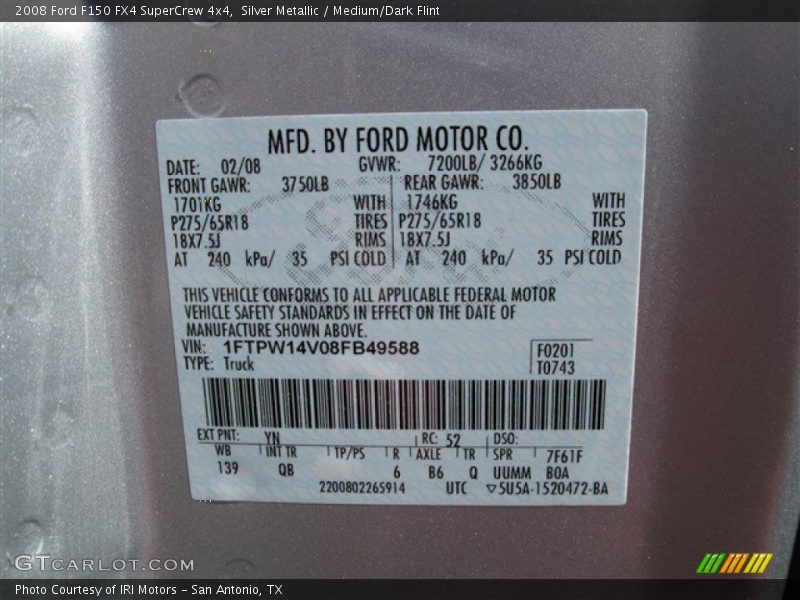 2008 Ford F150 FX4 SuperCrew 4x4,  Silver Metallic / Medium/Dark Flint
MFD. BY FORD MOTOR CO.
DATE: 02/08 GVWR: 7200LB/ 3266KG
FRONT GAWR: 3750LB REAR GAWR: 3850LB
1701KG WITH 1746KG WITH
P275/65R18 TIRES P275/65R18 TIRES
18X7.5J RIMS 18X7.5J RIMS
AT 240 kPa/ 35 PSI COLD AT 240 kPa/ 35 PSI COLD
THIS VEHICLE CONFORMS TO ALL APPLICABLE FEDERAL MOTOR
VEHICLE SAFETY STANDARDS IN EFFECT ON THE DATE OF
MANUFACTURE SHOWN ABOVE.
VIN: 1FTPW14V08FB49588 F0201
TYPE: Truck T0743
EXT PNT: YN RC: 52 DSO:
WB INT TR TP/PS R AXLE TR SPR 7F61F
139 QB 6 B6 Q UUMM BOA
2200802265914 UTC ▽5U5A-1520472-BA
GTCARLOT.COM
Photo Courtesy of IRI Motors – San Antonio, TX